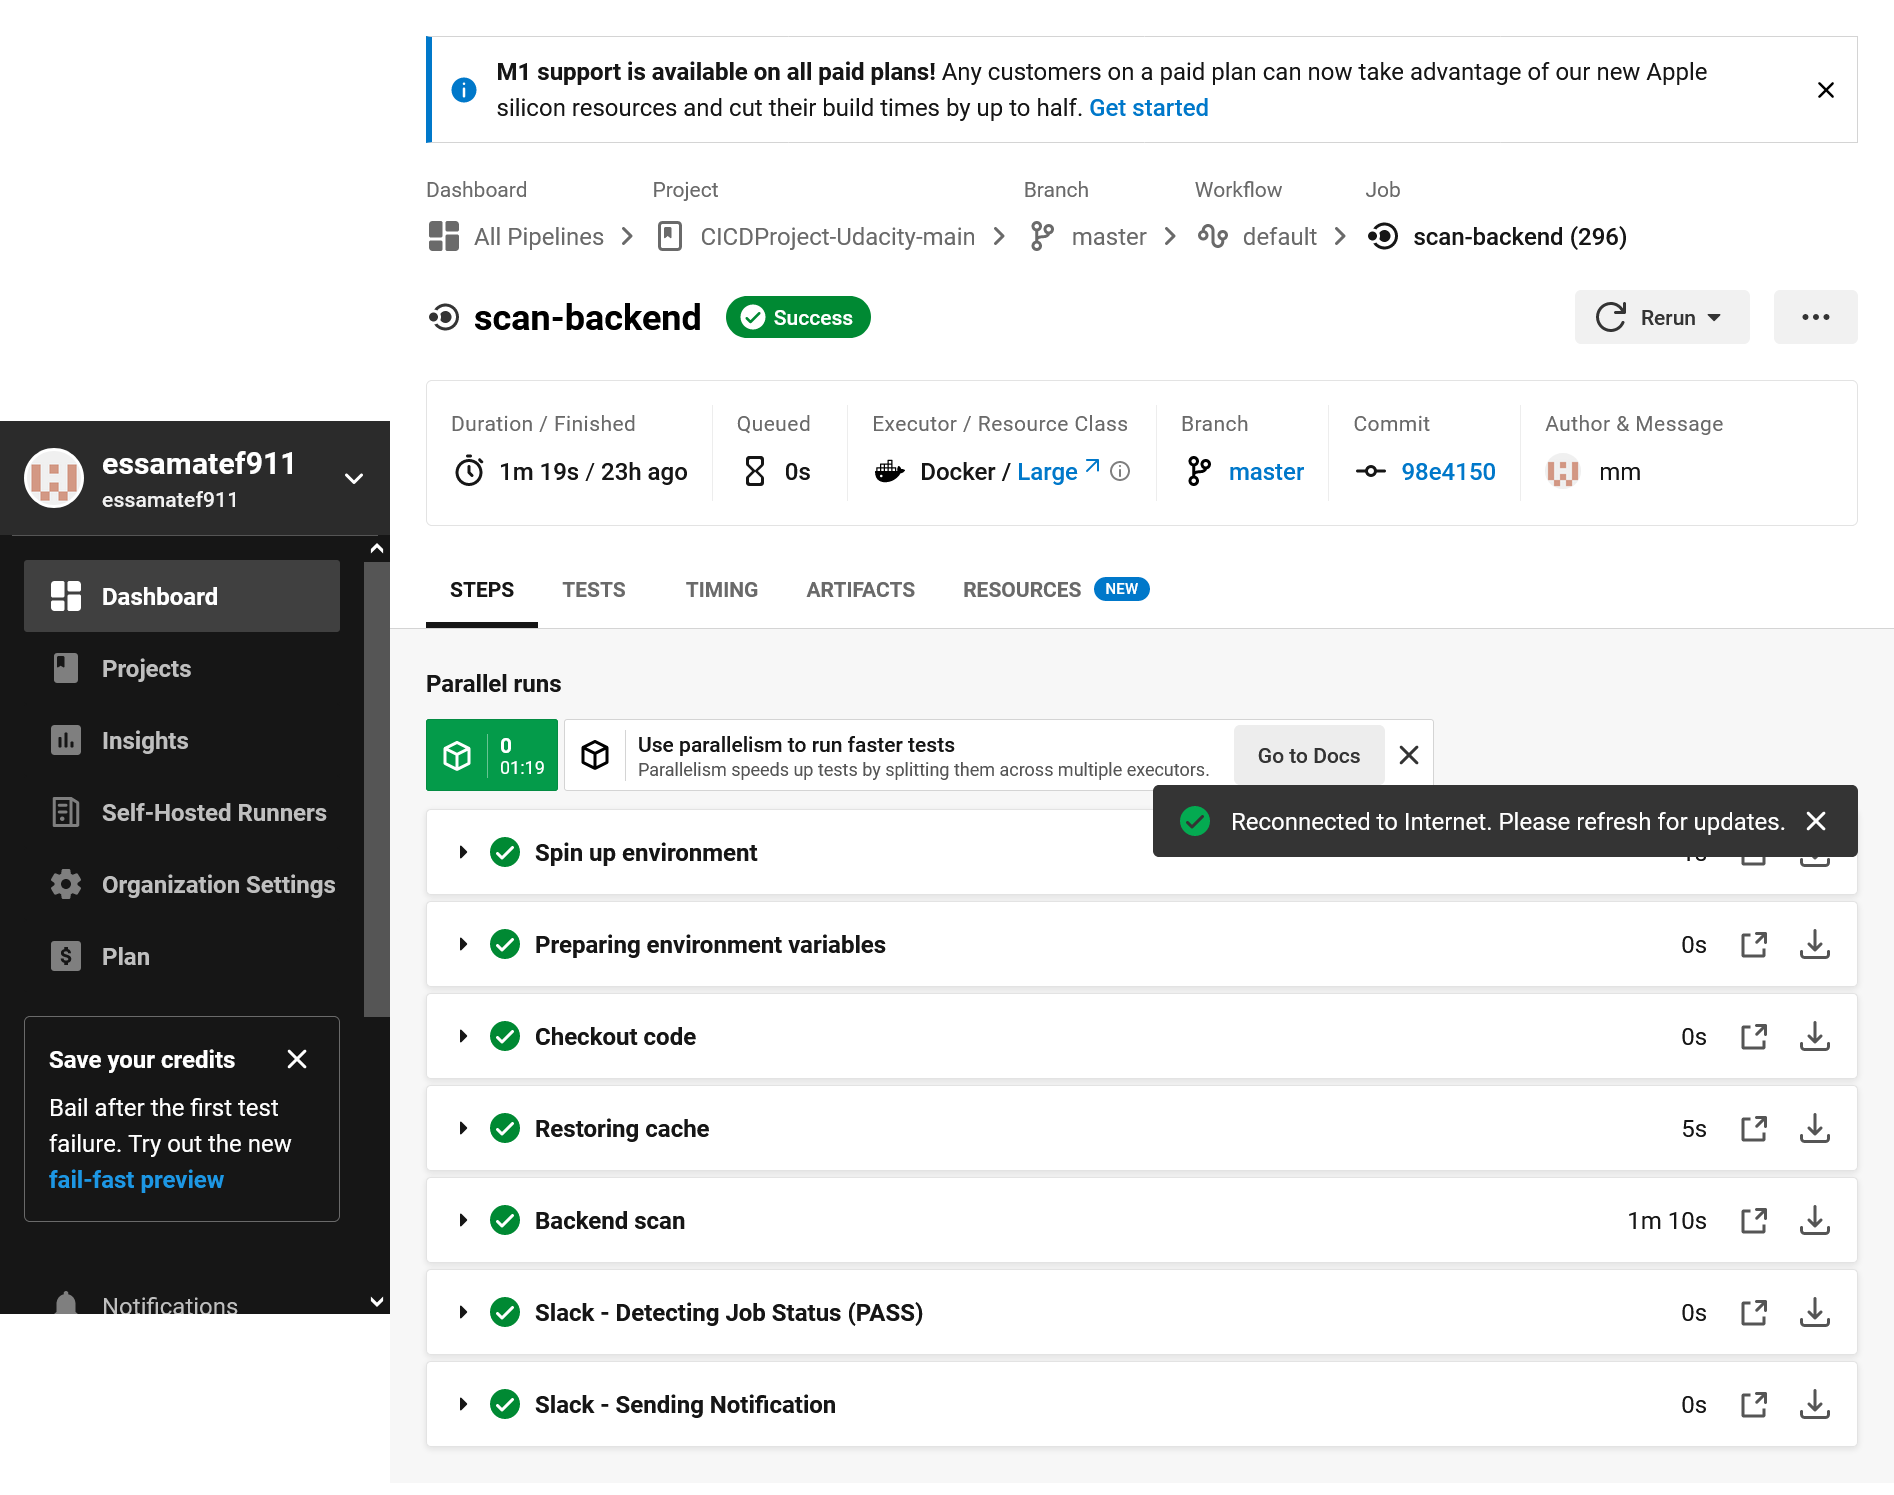 M1 support is available on all paid plans! Any customers on a paid plan can now take advantage of our new Apple
silicon resources and cut their build times by up to half. Get started
Dashboard Project Branch Workflow Job
All Pipelines CICDProject-Udacity-main master default scan-backend (296)
scan-backend Success Rerun
Duration / Finished Queued Executor / Resource Class Branch Commit Author & Message
1m 19s / 23h ago 0s Docker / Large master 98e4150 mm
essamatef911
essamatef911
Dashboard
Projects
Insights
Self-Hosted Runners
Organization Settings
Plan
Save your credits
Bail after the first test
failure. Try out the new
fail-fast preview
Notifications
STEPS TESTS TIMING ARTIFACTS RESOURCES NEW
Parallel runs
0
01:19
Use parallelism to run faster tests
Parallelism speeds up tests by splitting them across multiple executors.
Go to Docs
Reconnected to Internet. Please refresh for updates.
Spin up environment
Preparing environment variables 0s
Checkout code 0s
Restoring cache 5s
Backend scan 1m 10s
Slack - Detecting Job Status (PASS) 0s
Slack - Sending Notification 0s